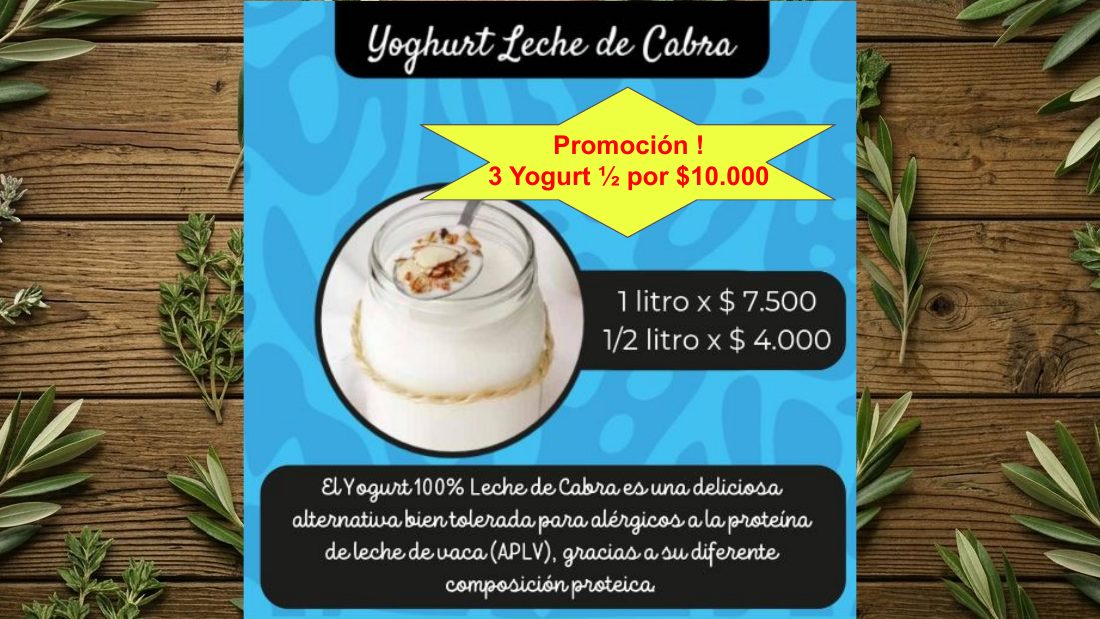 Yoghurt Leche de Cabra
Promoción !
3 Yogurt ½ por $10.000
1 litro x $ 7.500
1/2 litro x $ 4.000
El Yogurt 100% Leche de Cabra es una deliciosa
alternativa bien tolerada para alérgicos a la proteína
de leche de vaca (APLV), gracias a su diferente
composición proteica.